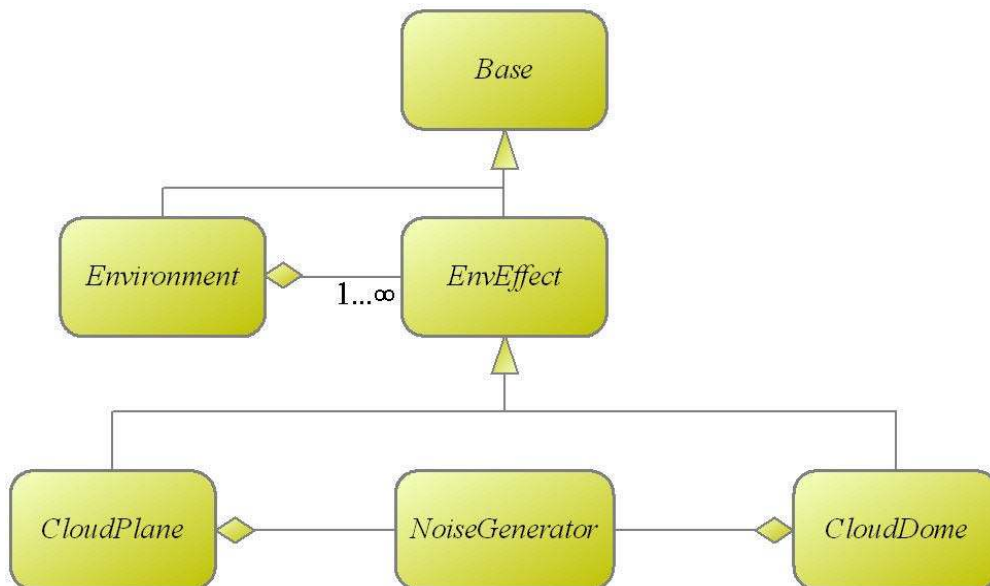 Base
Environment
EnvEffect
1...∞
CloudPlane
NoiseGenerator
CloudDome